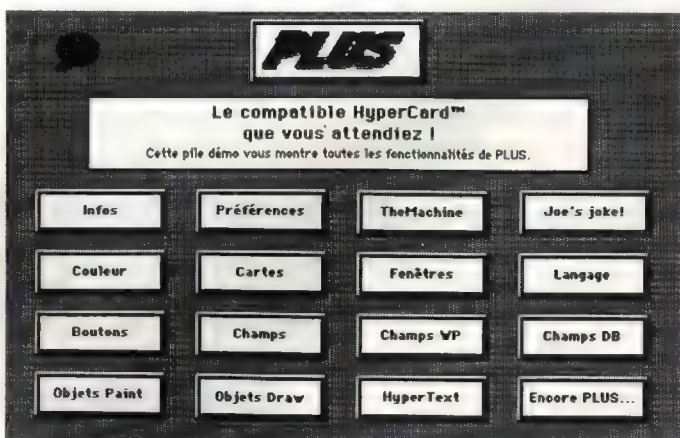 PLUS
Le compatible HyperCard™
que vous attendiez !
Cette pile démo vous montre toutes les fonctionnalités de PLUS.
Infos
Préférences
TheMachine
Joe's joke!
Couleur
Cartes
Fenêtres
Langage
Boutons
Champs
Champs WP
Champs DB
Objets Paint
Objets Draw
HyperText
Encore PLUS...